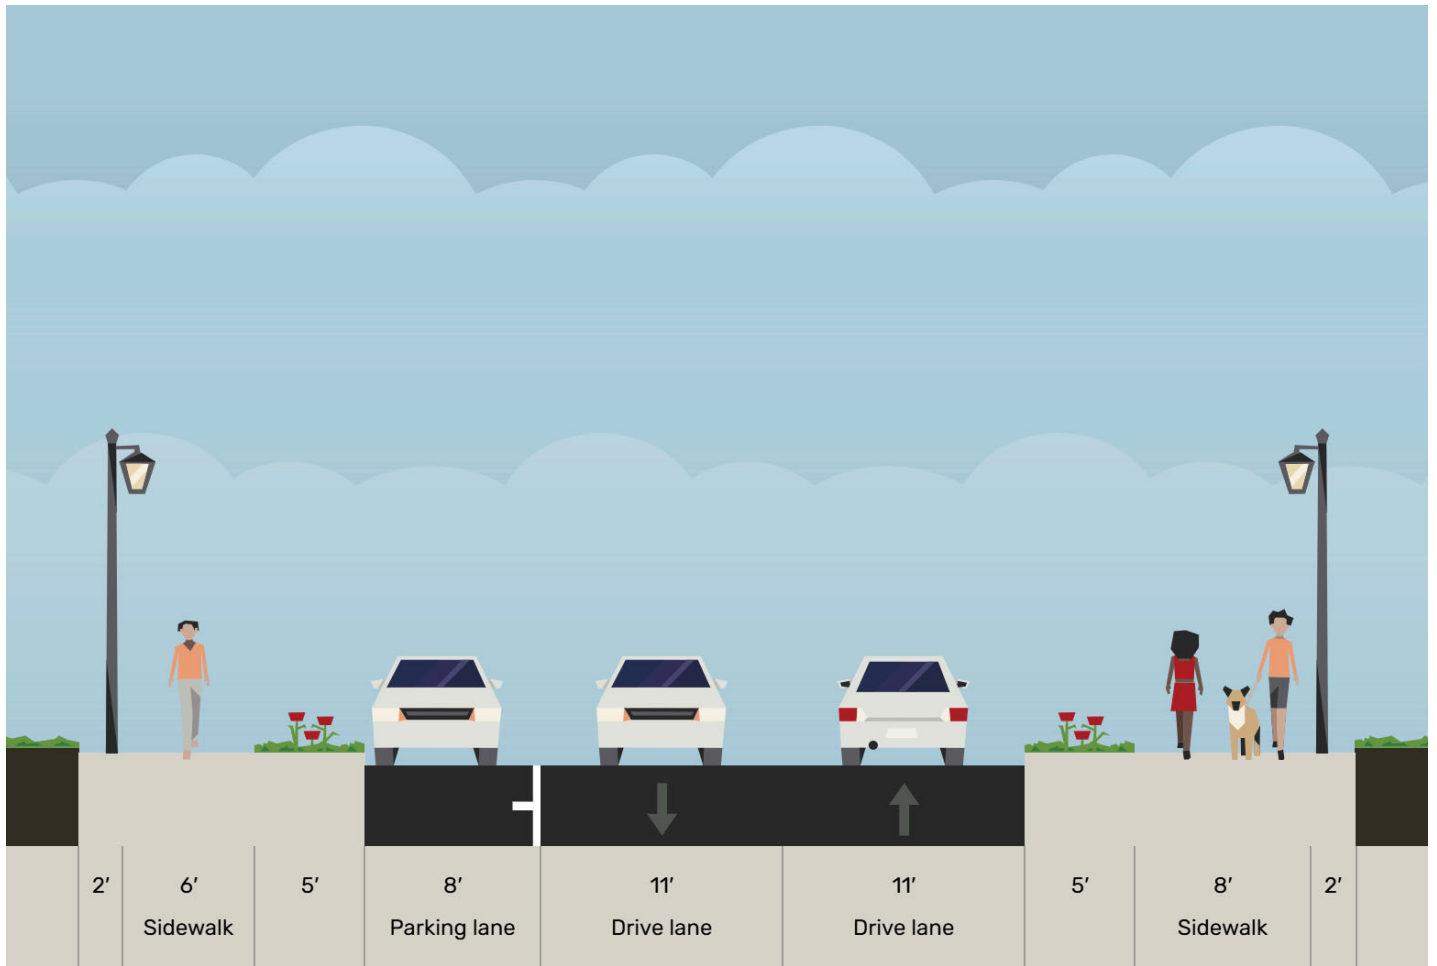 2′ 6′ 5′ 8′ 11′ 11′ 5′ 8′ 2′
Sidewalk Parking lane Drive lane Drive lane Sidewalk